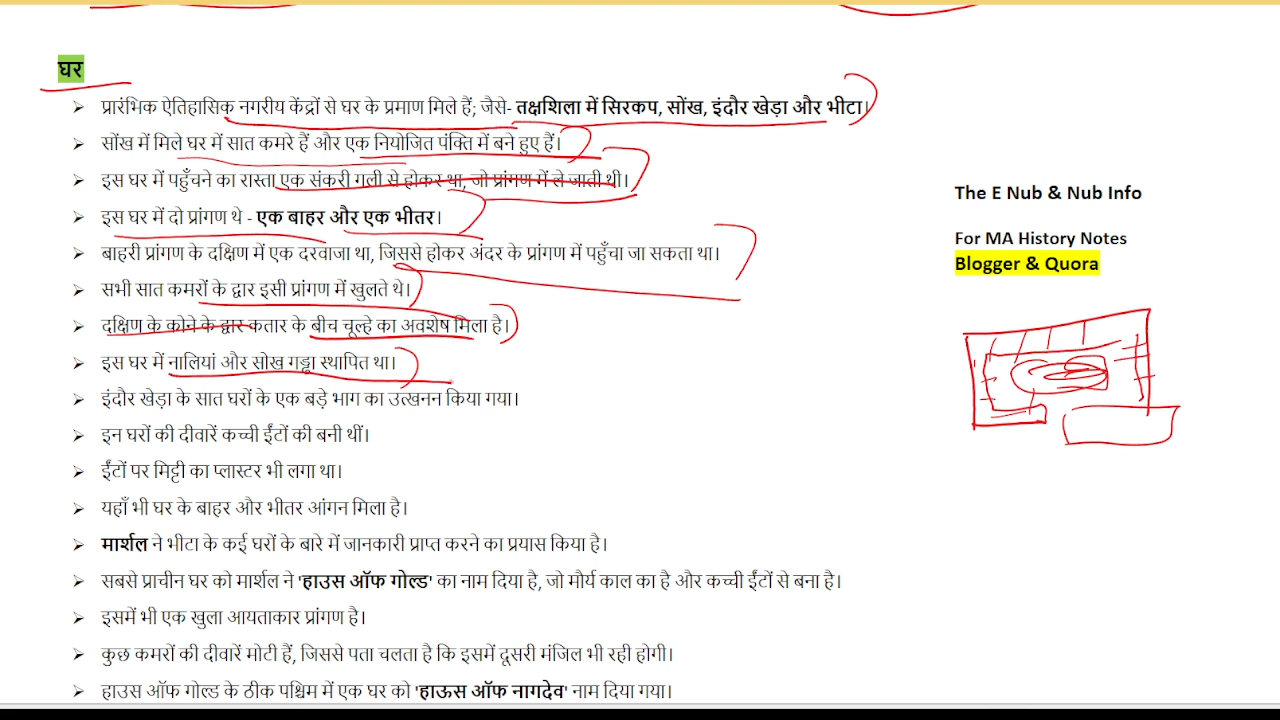 घर
➢ प्रारंभिक ऐतिहासिक नगरीय केंद्रों से घर के प्रमाण मिले हैं; जैसे- तक्षशिला में सिरकप, सोंख, इंदौर खेड़ा और भीटा।
➢ सोंख में मिले घर में सात कमरे हैं और एक नियोजित पंक्ति में बने हुए हैं।
➢ इस घर में पहुँचने का रास्ता एक संकरी गली से होकर था, जो प्रांगण में ले जाती थी।
➢ इस घर में दो प्रांगण थे - एक बाहर और एक भीतर।
➢ बाहरी प्रांगण के दक्षिण में एक दरवाजा था, जिससे होकर अंदर के प्रांगण में पहुँचा जा सकता था।
➢ सभी सात कमरों के द्वार इसी प्रांगण में खुलते थे।
➢ दक्षिण के कोने के द्वार कतार के बीच चूल्हे का अवशेष मिला है।
➢ इस घर में नालियां और सोख गड्ढा स्थापित था।
➢ इंदौर खेड़ा के सात घरों के एक बड़े भाग का उत्खनन किया गया।
➢ इन घरों की दीवारें कच्ची ईंटों की बनी थीं।
➢ ईंटों पर मिट्टी का प्लास्टर भी लगा था।
➢ यहाँ भी घर के बाहर और भीतर आंगन मिला है।
➢ मार्शल ने भीटा के कई घरों के बारे में जानकारी प्राप्त करने का प्रयास किया है।
➢ सबसे प्राचीन घर को मार्शल ने 'हाउस ऑफ गोल्ड' का नाम दिया है, जो मौर्य काल का है और कच्ची ईंटों से बना है।
➢ इसमें भी एक खुला आयताकार प्रांगण है।
➢ कुछ कमरों की दीवारें मोटी हैं, जिससे पता चलता है कि इसमें दूसरी मंजिल भी रही होगी।
➢ हाउस ऑफ गोल्ड के ठीक पश्चिम में एक घर को 'हाऊस ऑफ नागदेव' नाम दिया गया।
The E Nub & Nub Info
For MA History Notes
Blogger & Quora